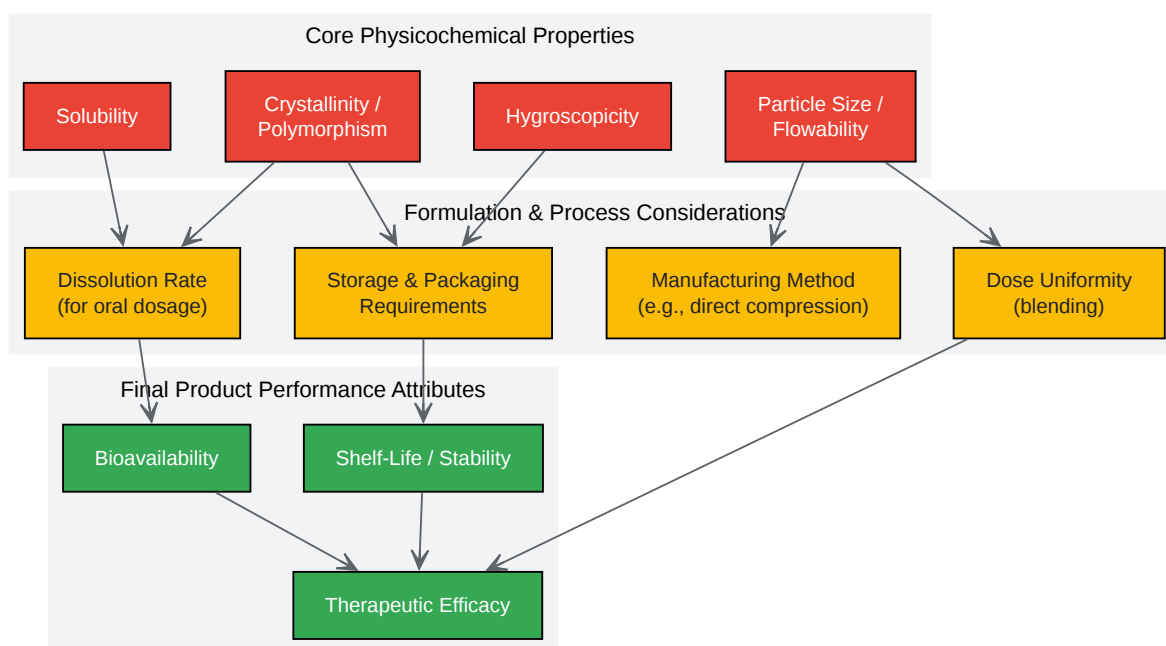 Core Physicochemical Properties
Solubility
Crystallinity /
Polymorphism
Hygroscopicity
Particle Size /
Flowability
Formulation & Process Considerations
Dissolution Rate
(for oral dosage)
Storage & Packaging
Requirements
Manufacturing Method
(e.g., direct compression)
Dose Uniformity
(blending)
Final Product Performance Attributes
Bioavailability
Shelf-Life / Stability
Therapeutic Efficacy